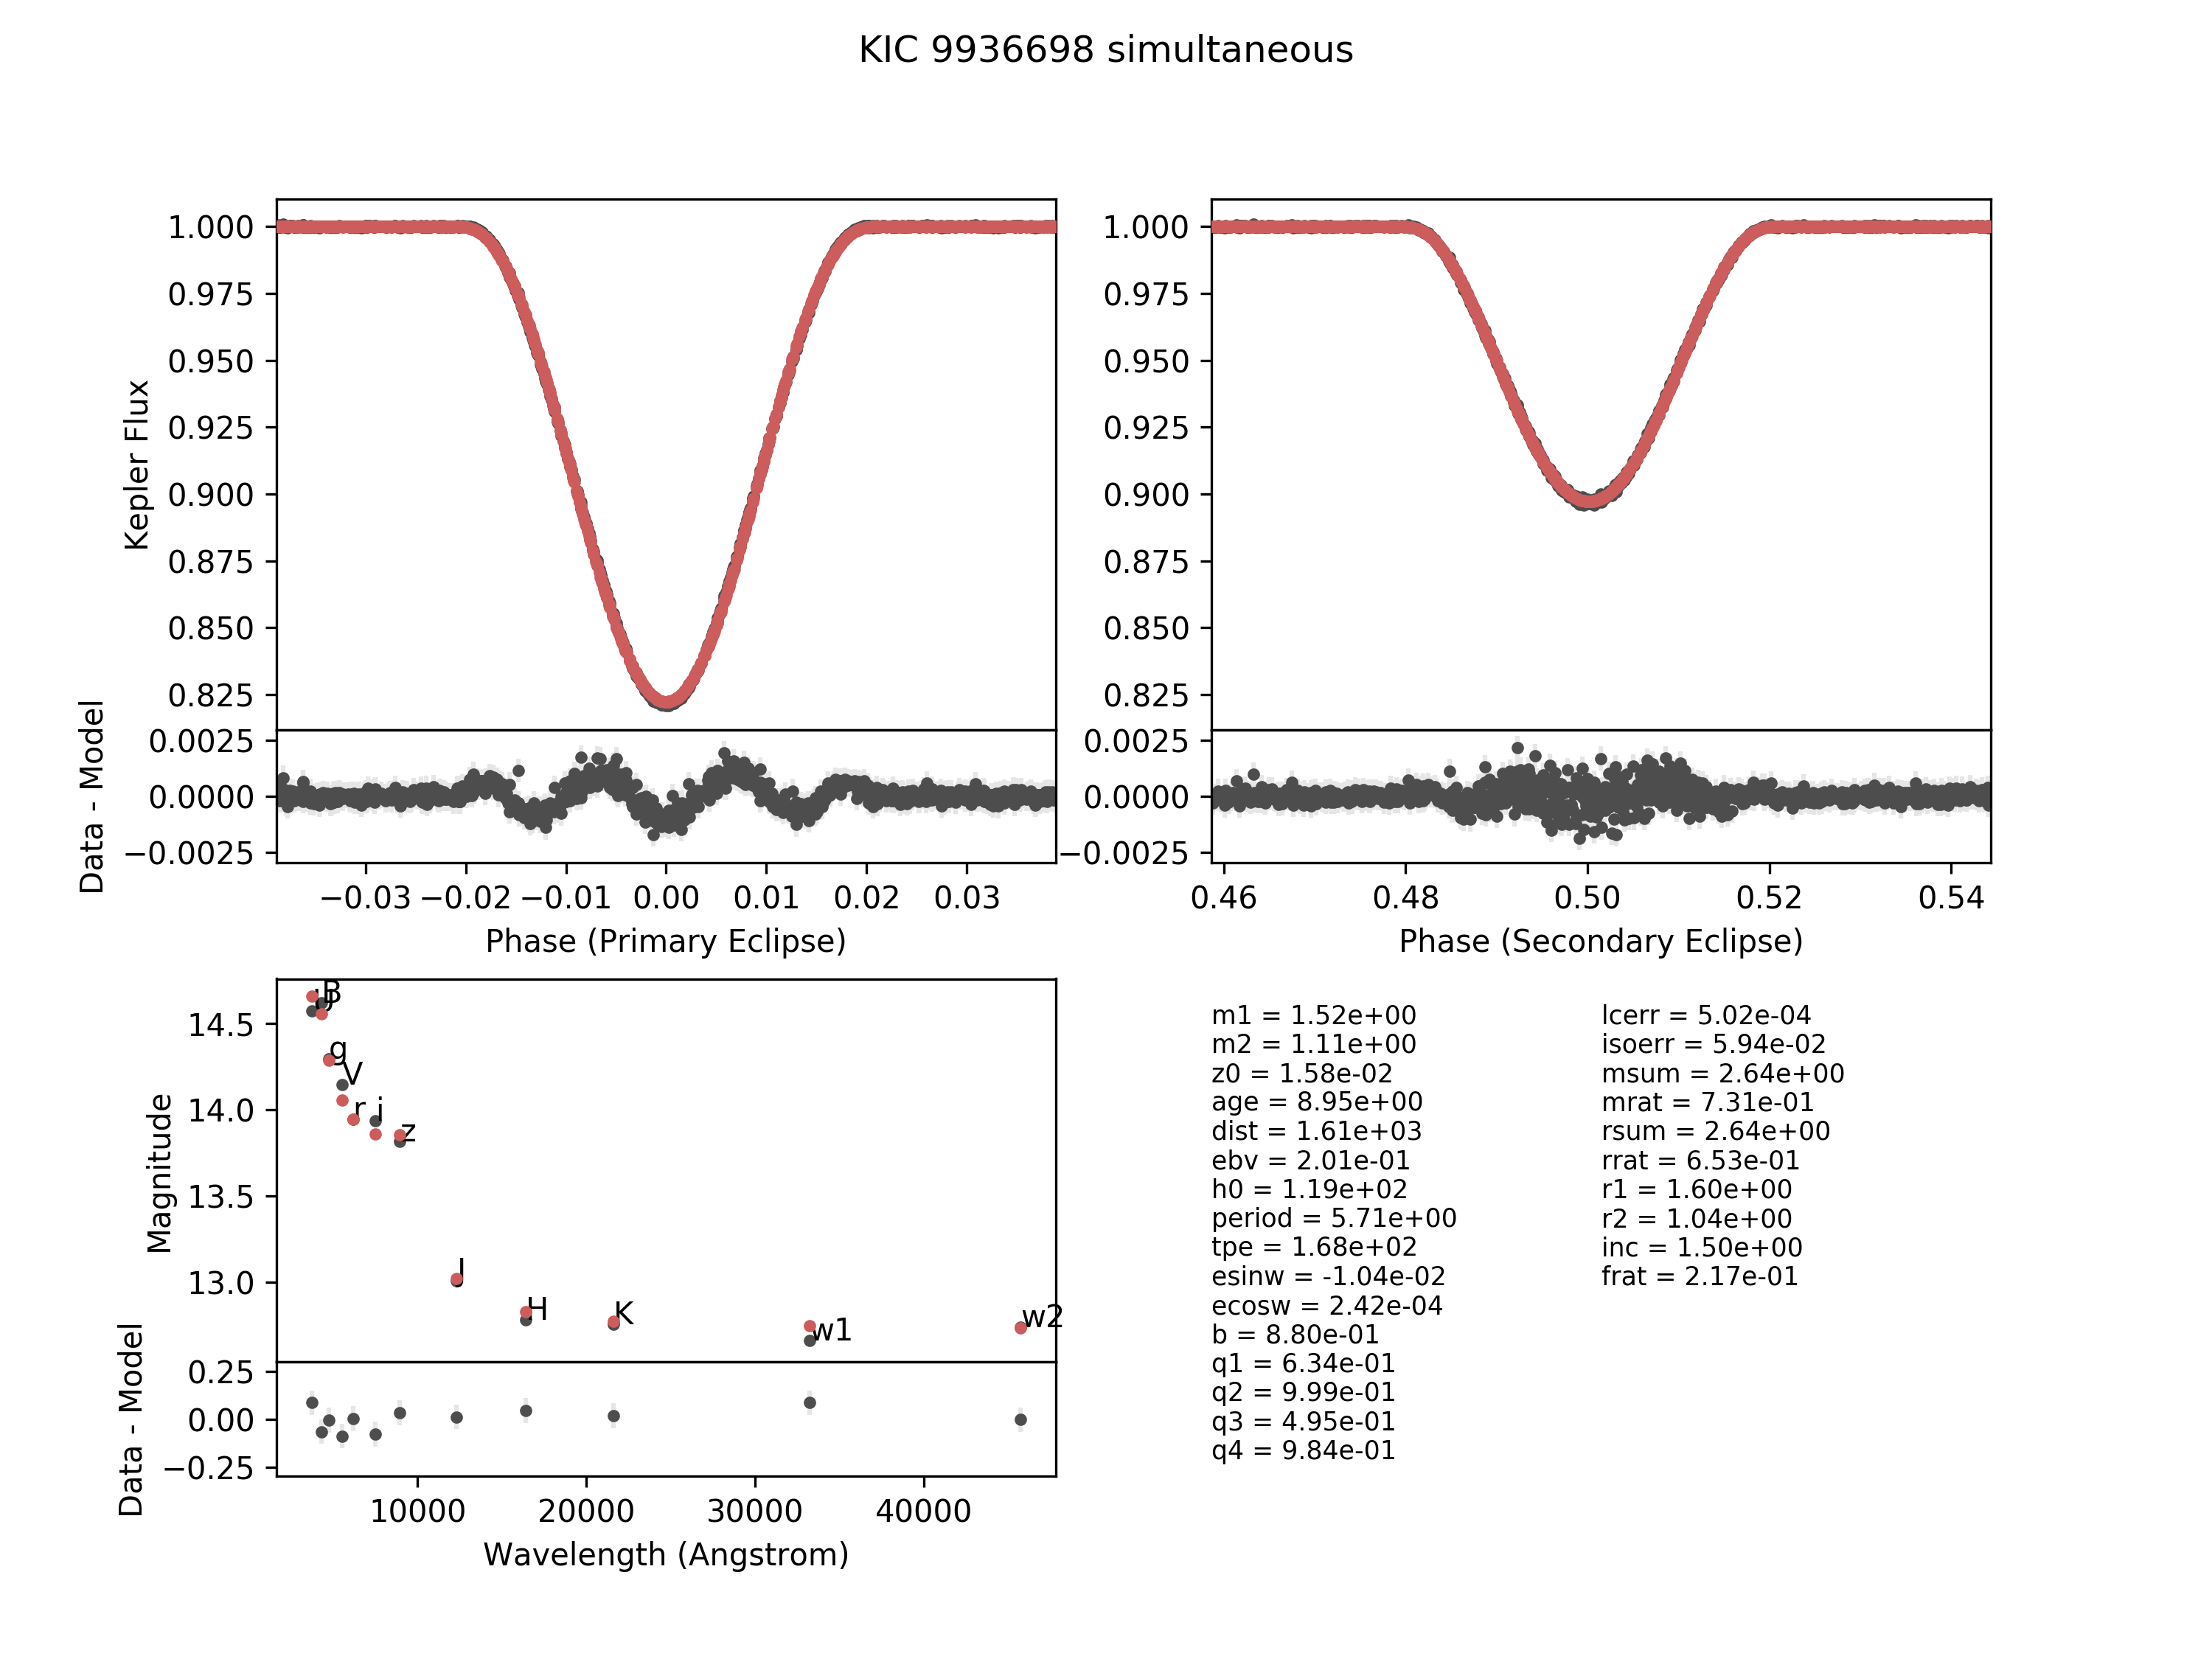 KIC 9936698 simultaneous
1.000
0.975
0.950
0.925
0.900
0.875
0.850
0.825
Kepler Flux
0.0025
0.0000
−0.0025
Data - Model
−0.03 −0.02 −0.01 0.00 0.01 0.02 0.03
Phase (Primary Eclipse)
1.000
0.975
0.950
0.925
0.900
0.875
0.850
0.825
0.0025
0.0000
−0.0025
0.46 0.48 0.50 0.52 0.54
Phase (Secondary Eclipse)
14.5
14.0
13.5
13.0
Magnitude
B
g
V
r i
z
J
H
K
w1
w2
0.25
0.00
−0.25
Data - Model
10000 20000 30000 40000
Wavelength (Angstrom)
m1 = 1.52e+00
m2 = 1.11e+00
z0 = 1.58e-02
age = 8.95e+00
dist = 1.61e+03
ebv = 2.01e-01
h0 = 1.19e+02
period = 5.71e+00
tpe = 1.68e+02
esinw = -1.04e-02
ecosw = 2.42e-04
b = 8.80e-01
q1 = 6.34e-01
q2 = 9.99e-01
q3 = 4.95e-01
q4 = 9.84e-01
lcerr = 5.02e-04
isoerr = 5.94e-02
msum = 2.64e+00
mrat = 7.31e-01
rsum = 2.64e+00
rrat = 6.53e-01
r1 = 1.60e+00
r2 = 1.04e+00
inc = 1.50e+00
frat = 2.17e-01